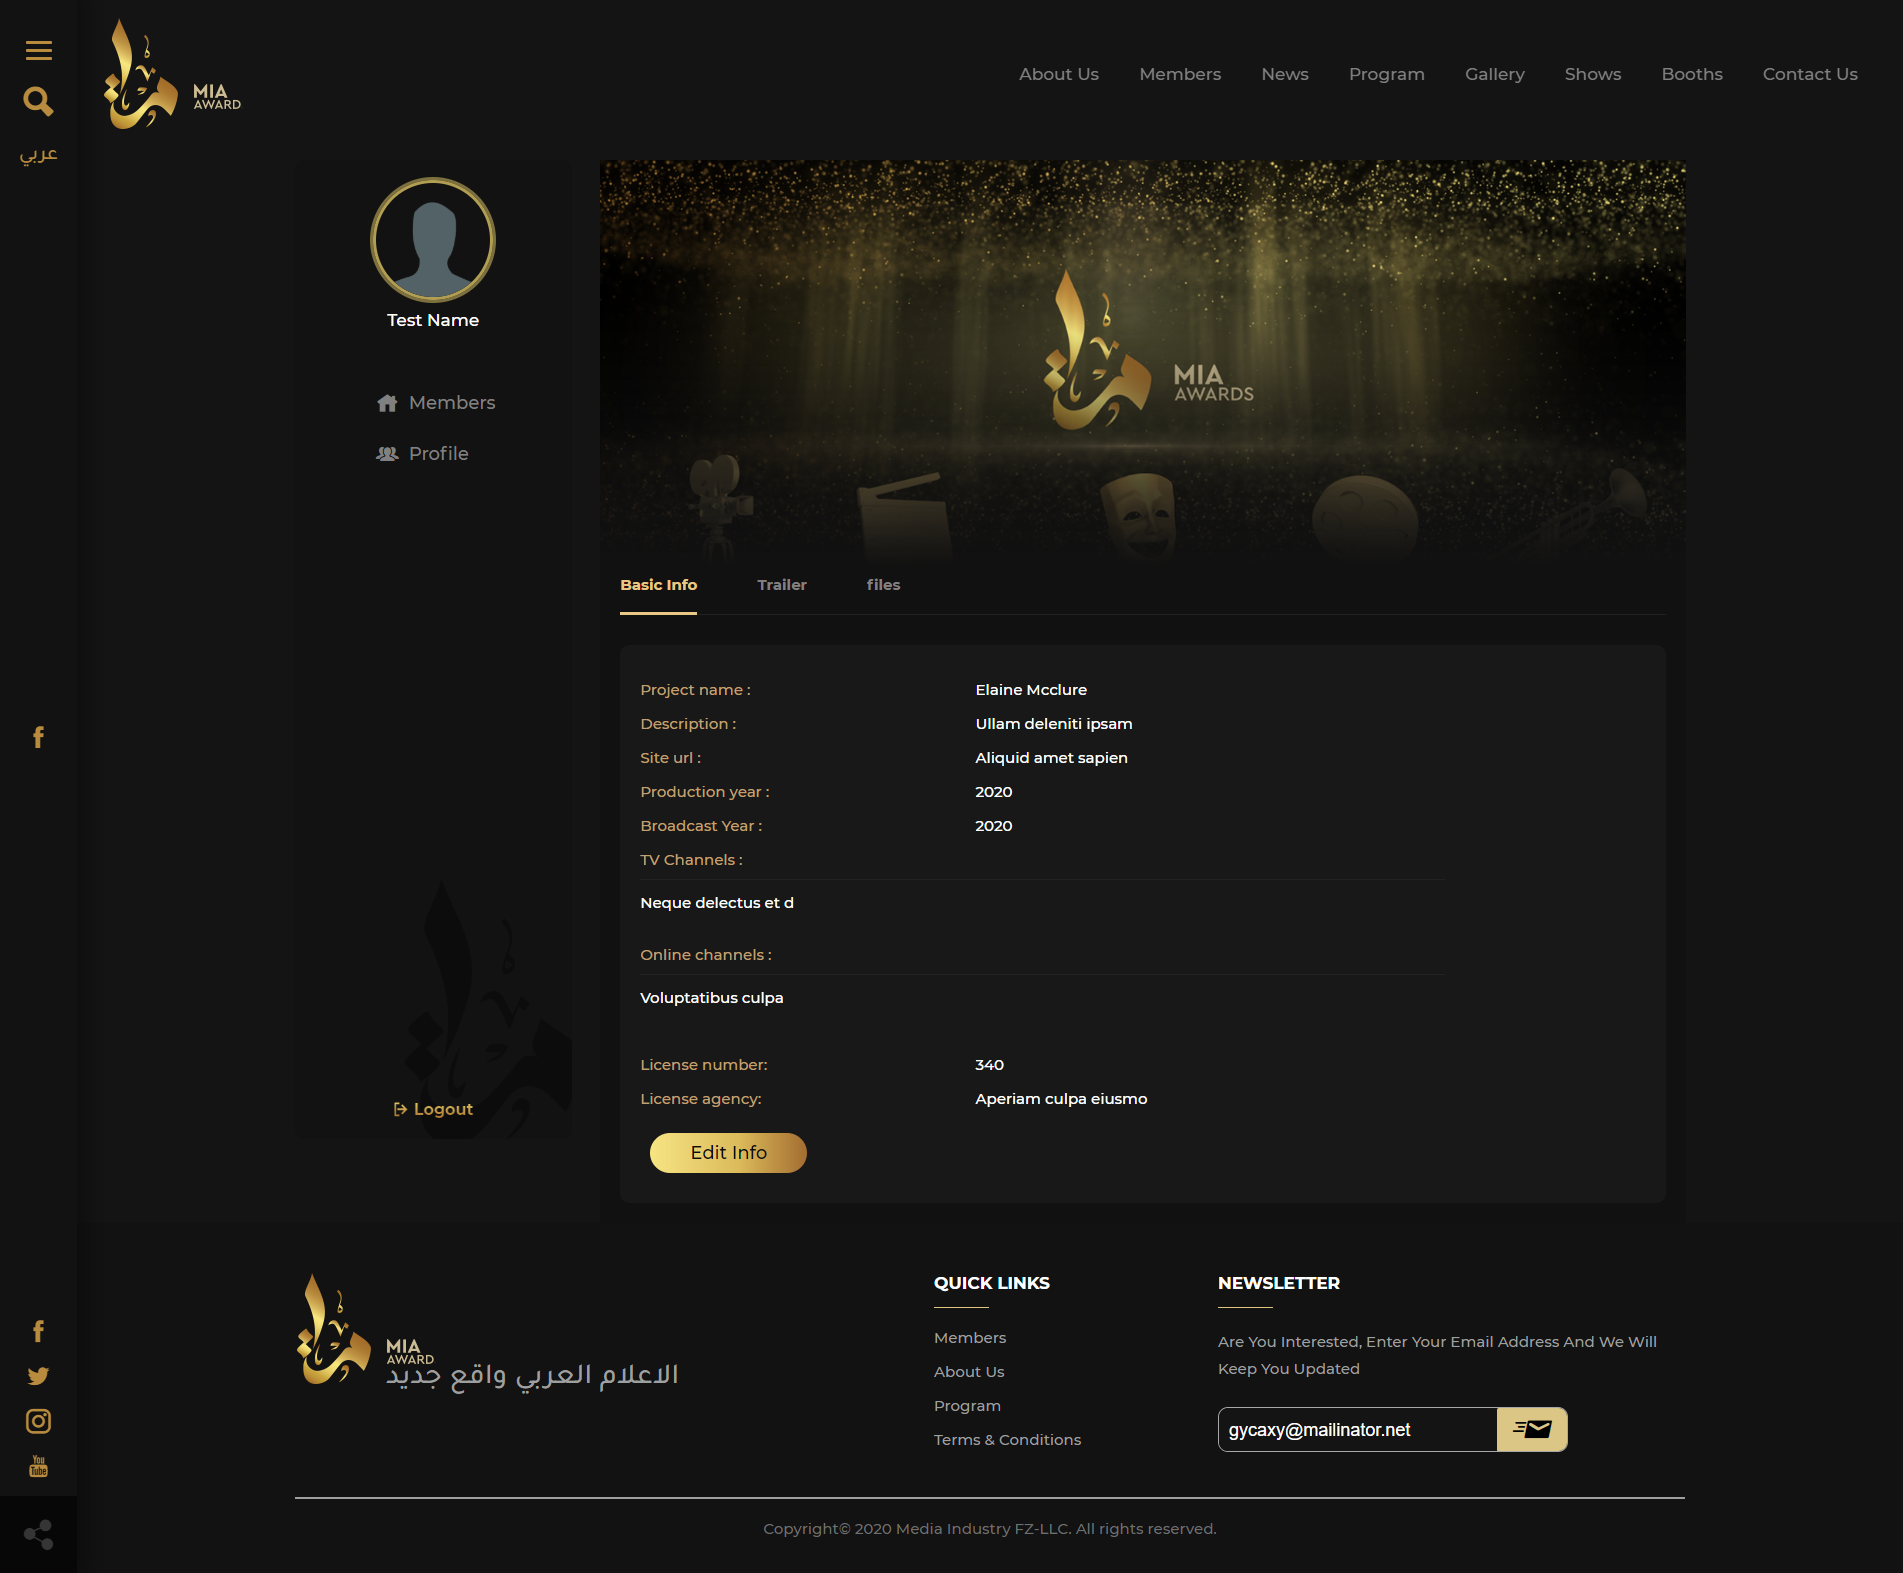 عربي
MIA
AWARD
About Us
Members
News
Program
Gallery
Shows
Booths
Contact Us
Test Name
Members
Profile
Logout
MIA
AWARDS
Basic Info
Trailer
files
Project name :
Elaine Mcclure
Description :
Ullam deleniti ipsam
Site url :
Aliquid amet sapien
Production year :
2020
Broadcast Year :
2020
TV Channels :
Neque delectus et d
Online channels :
Voluptatibus culpa
License number:
340
License agency:
Aperiam culpa eiusmo
Edit Info
MIA
AWARD
الاعلام العربي واقع جديد
QUICK LINKS
Members
About Us
Program
Terms & Conditions
NEWSLETTER
Are You Interested, Enter Your Email Address And We Will
Keep You Updated
gycaxy@mailinator.net
You
Tube
Copyright© 2020 Media Industry FZ-LLC. All rights reserved.